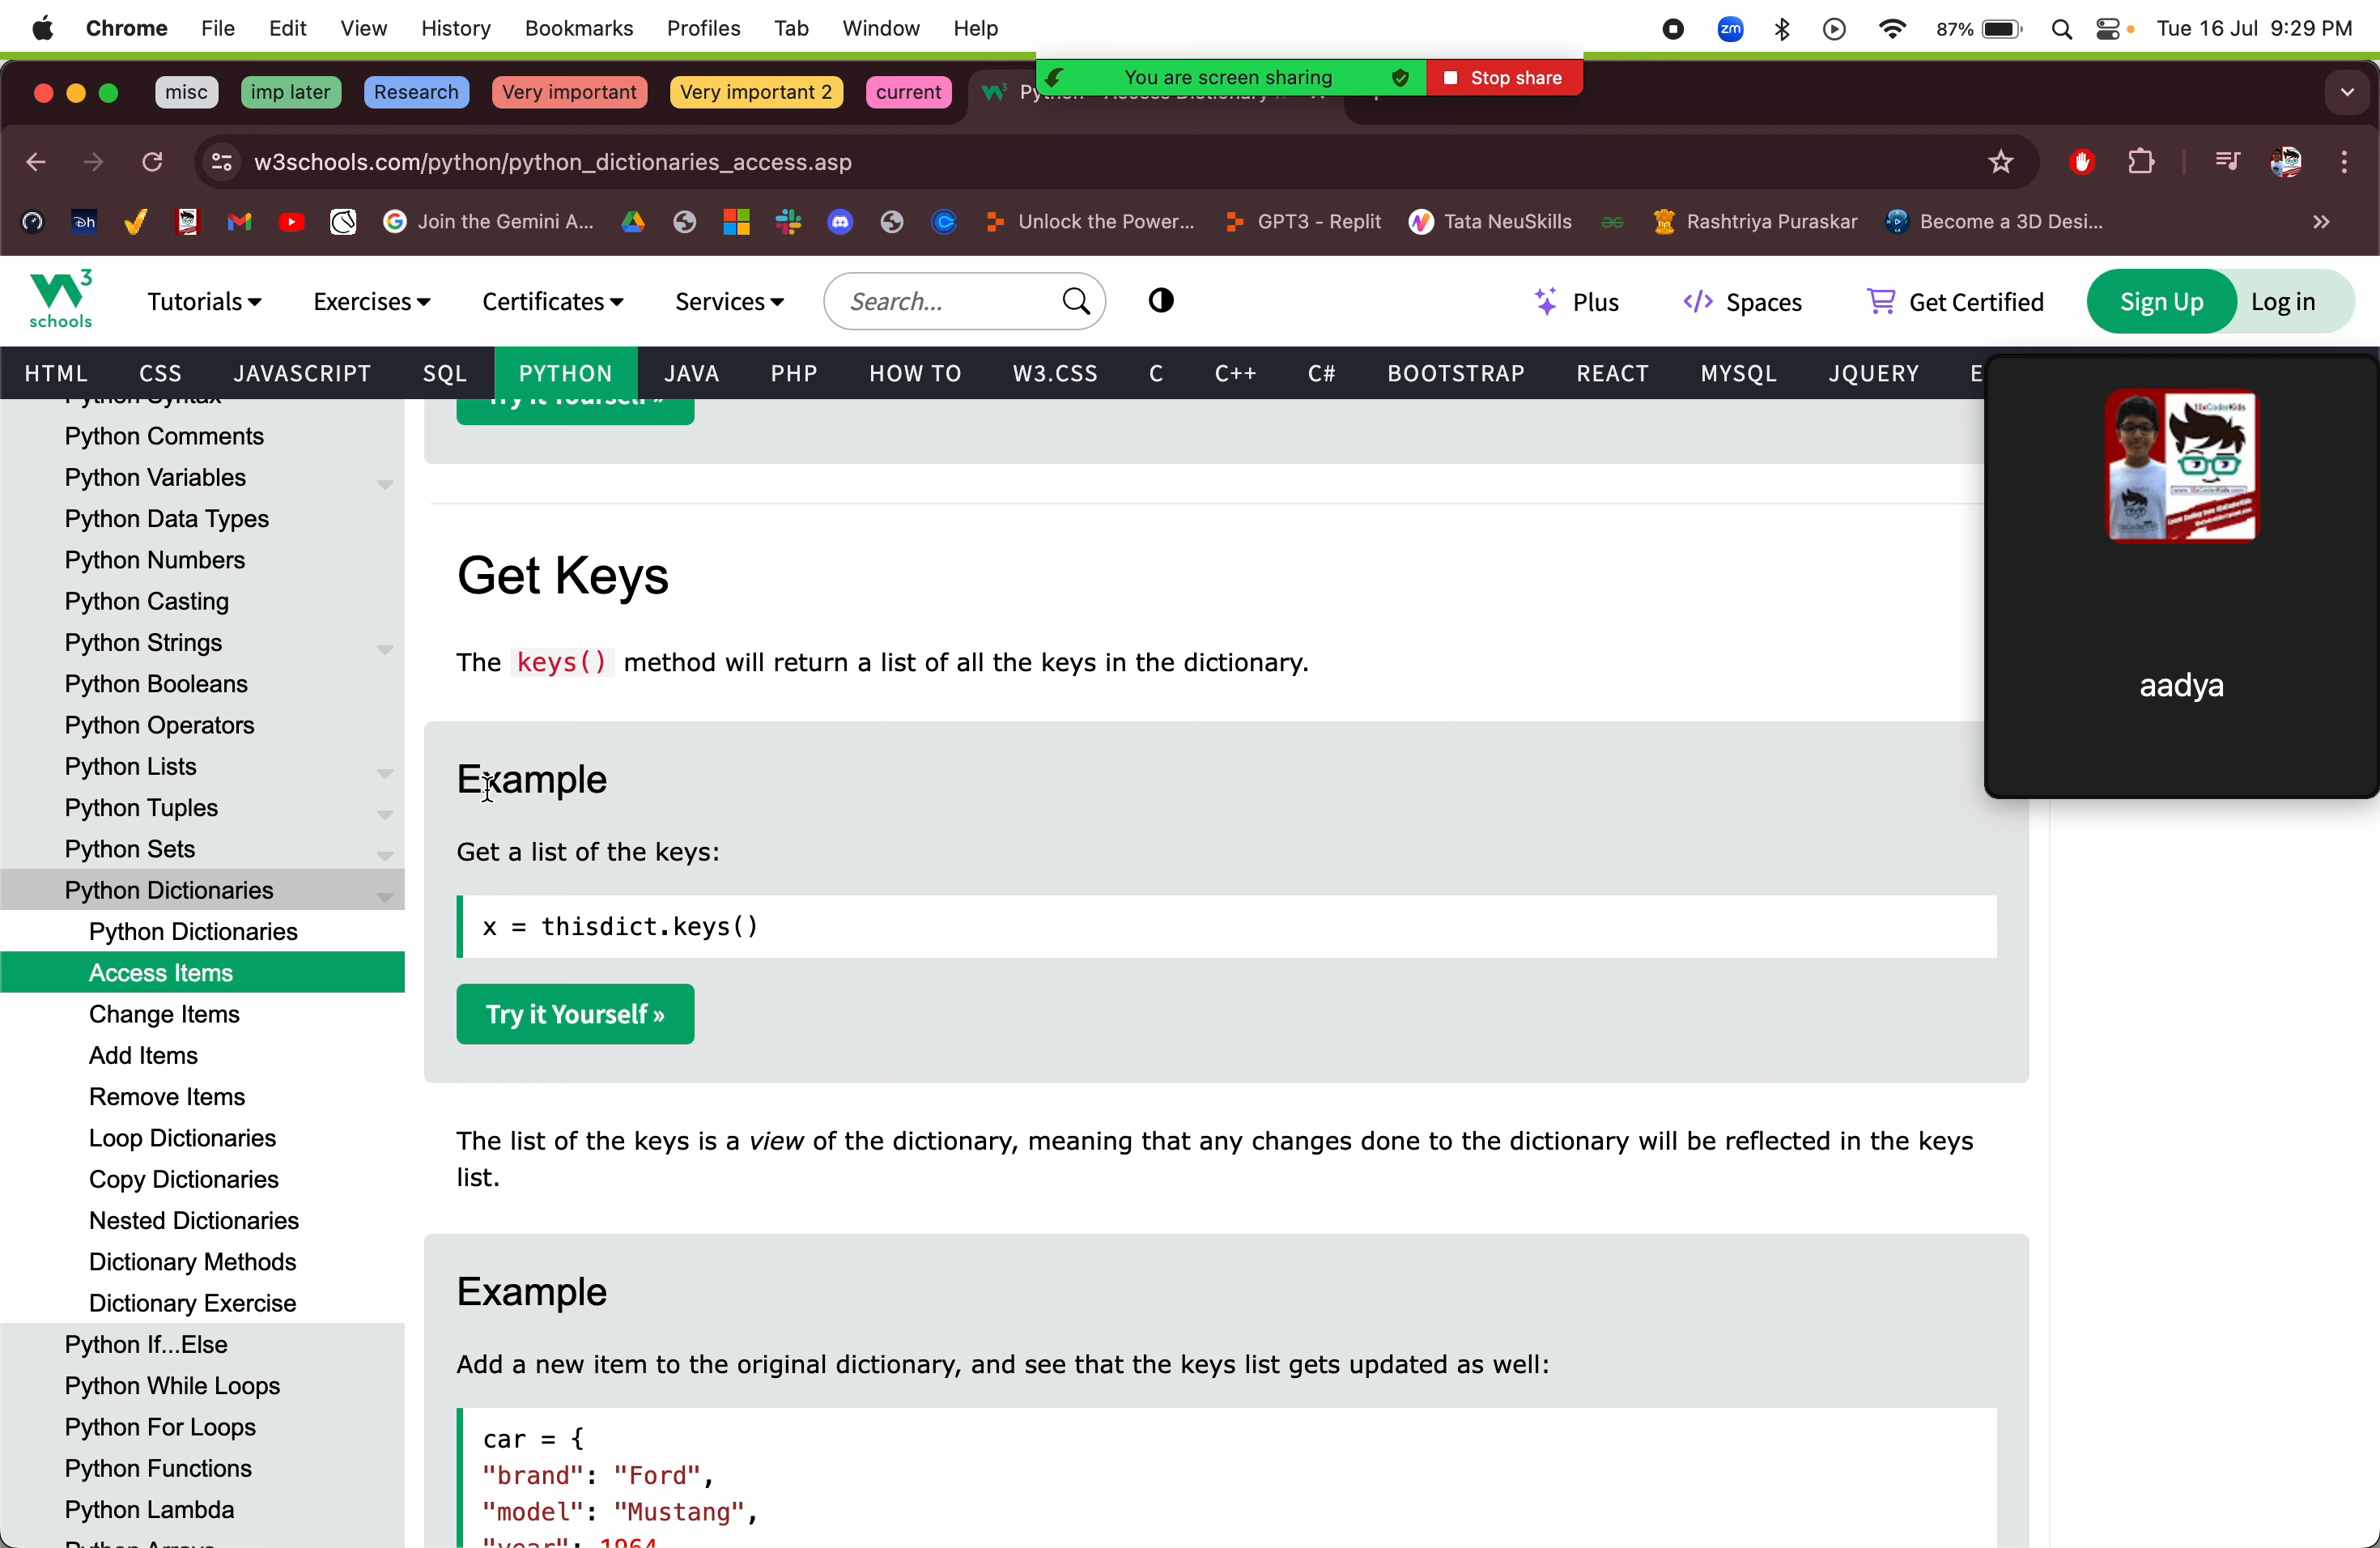 Chrome File Edit View History Bookmarks Profiles Tab Window Help
zm 87% Tue 16 Jul 9:29 PM
misc imp later Research Very important Very important 2 current
You are screen sharing Stop share
w3schools.com/python/python_dictionaries_access.asp
Join the Gemini A... Unlock the Power... GPT3 - Replit Tata NeuSkills Rashtriya Puraskar Become a 3D Desi...
W3 schools Tutorials Exercises Certificates Services Search... Plus Spaces Get Certified Sign Up Log in
HTML CSS JAVASCRIPT SQL PYTHON JAVA PHP HOW TO W3.CSS C C++ C# BOOTSTRAP REACT MYSQL JQUERY
Python Syntax
Python Comments
Python Variables
Python Data Types
Python Numbers
Python Casting
Python Strings
Python Booleans
Python Operators
Python Lists
Python Tuples
Python Sets
Python Dictionaries
Python Dictionaries
Access Items
Change Items
Add Items
Remove Items
Loop Dictionaries
Copy Dictionaries
Nested Dictionaries
Dictionary Methods
Dictionary Exercise
Python If...Else
Python While Loops
Python For Loops
Python Functions
Python Lambda
Python Arrays
Try it Yourself »
Get Keys
The keys() method will return a list of all the keys in the dictionary.
Example
Get a list of the keys:
x = thisdict.keys()
Try it Yourself »
The list of the keys is a view of the dictionary, meaning that any changes done to the dictionary will be reflected in the keys
list.
Example
Add a new item to the original dictionary, and see that the keys list gets updated as well:
car = {
"brand": "Ford",
"model": "Mustang",
"year": 1964
aadya